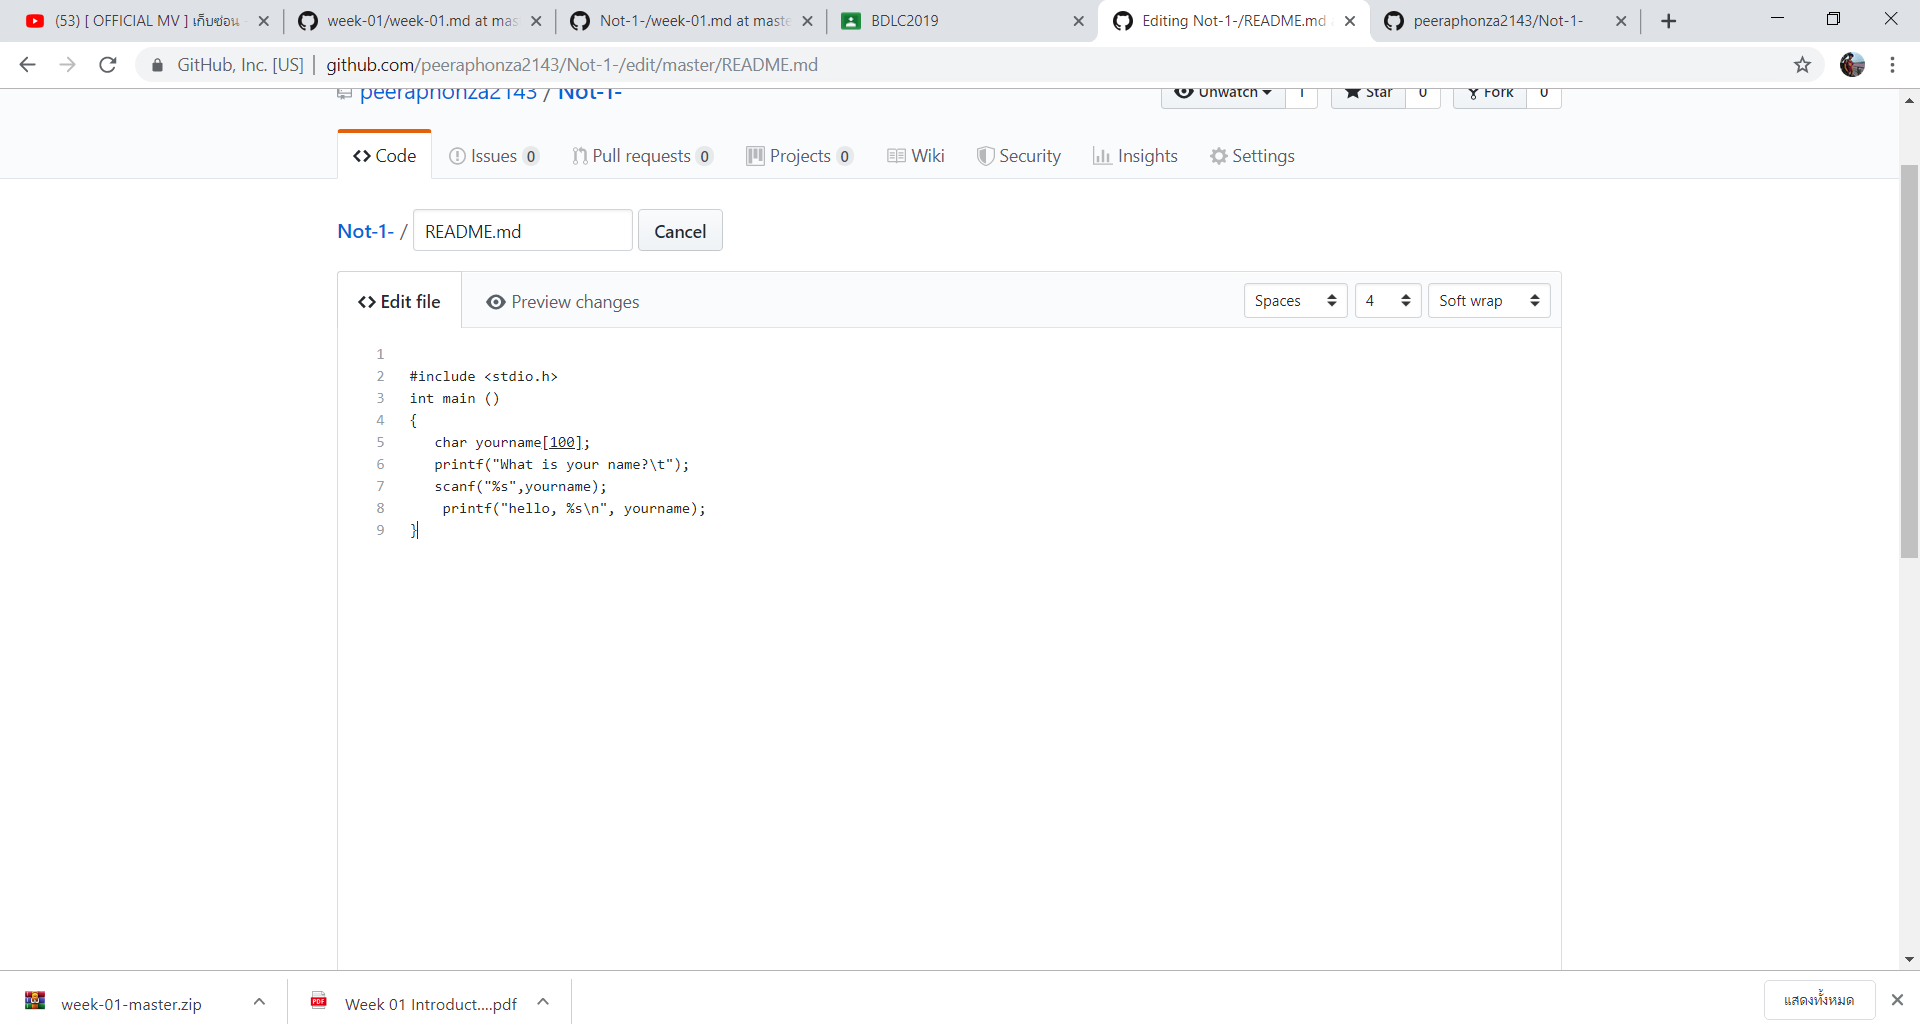 (53) [ OFFICIAL MV ] เก็บซ่อน
week-01/week-01.md at mas
Not-1-/week-01.md at maste
BDLC2019
Editing Not-1-/README.md
peeraphonza2143/Not-1-
GitHub, Inc. [US] | github.com/peeraphonza2143/Not-1-/edit/master/README.md
peeraphonza2143 / Not-1-
Unwatch 1
Star 0
Fork 0
Code
Issues 0
Pull requests 0
Projects 0
Wiki
Security
Insights
Settings
Not-1- / README.md Cancel
Edit file
Preview changes
Spaces
4
Soft wrap
1
2 #include <stdio.h>
3 int main ()
4 {
5 char yourname[100];
6 printf("What is your name?\t");
7 scanf("%s",yourname);
8 printf("hello, %s\n", yourname);
9 }
week-01-master.zip
PDF
Week 01 Introduct....pdf
แสดงทั้งหมด